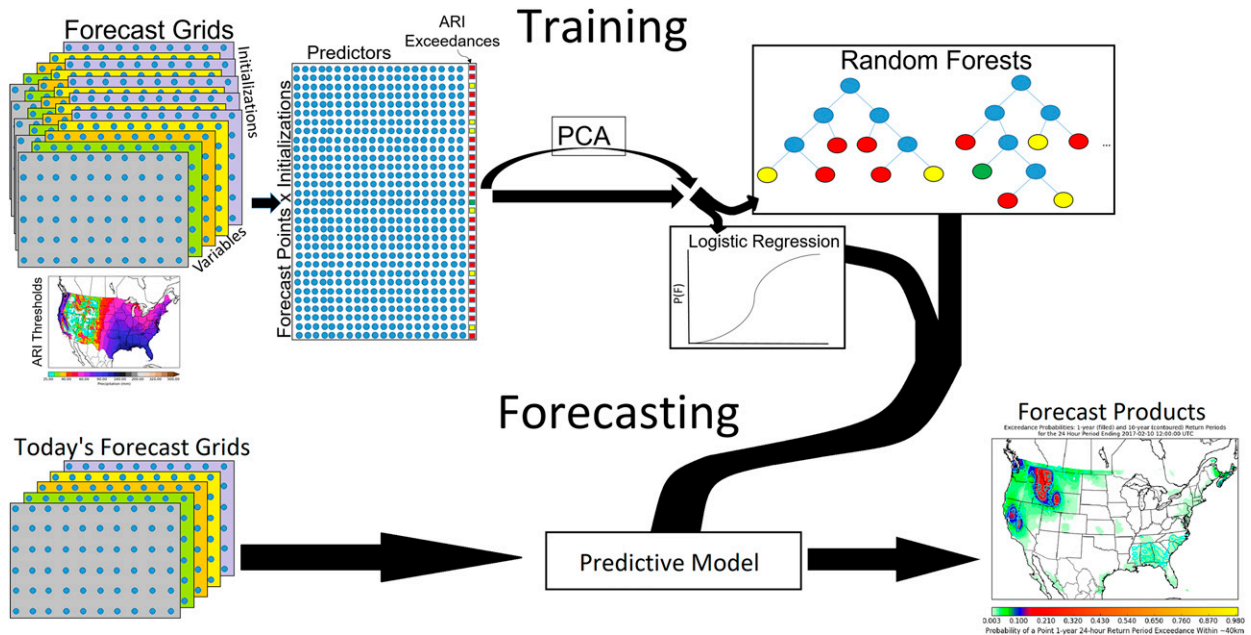 Training
Forecast Grids
Initializations
Variables
ARI Thresholds
Precipitation (mm)
Predictors
ARI
Exceedances
Forecast Points x Initializations
PCA
Random Forests
...
Logistic Regression
P(F)
Forecasting
Today's Forecast Grids
Predictive Model
Forecast Products
Exceedance Probabilities: 1-year (filled) and 10-year (contoured) Return Periods
for the 24 Hour Period Ending 2017-02-10 12:00:00 UTC
0.003 0.100 0.210 0.320 0.430 0.540 0.650 0.760 0.870 0.980
Probability of a Point 1-year 24-hour Return Period Exceedance Within ~40km